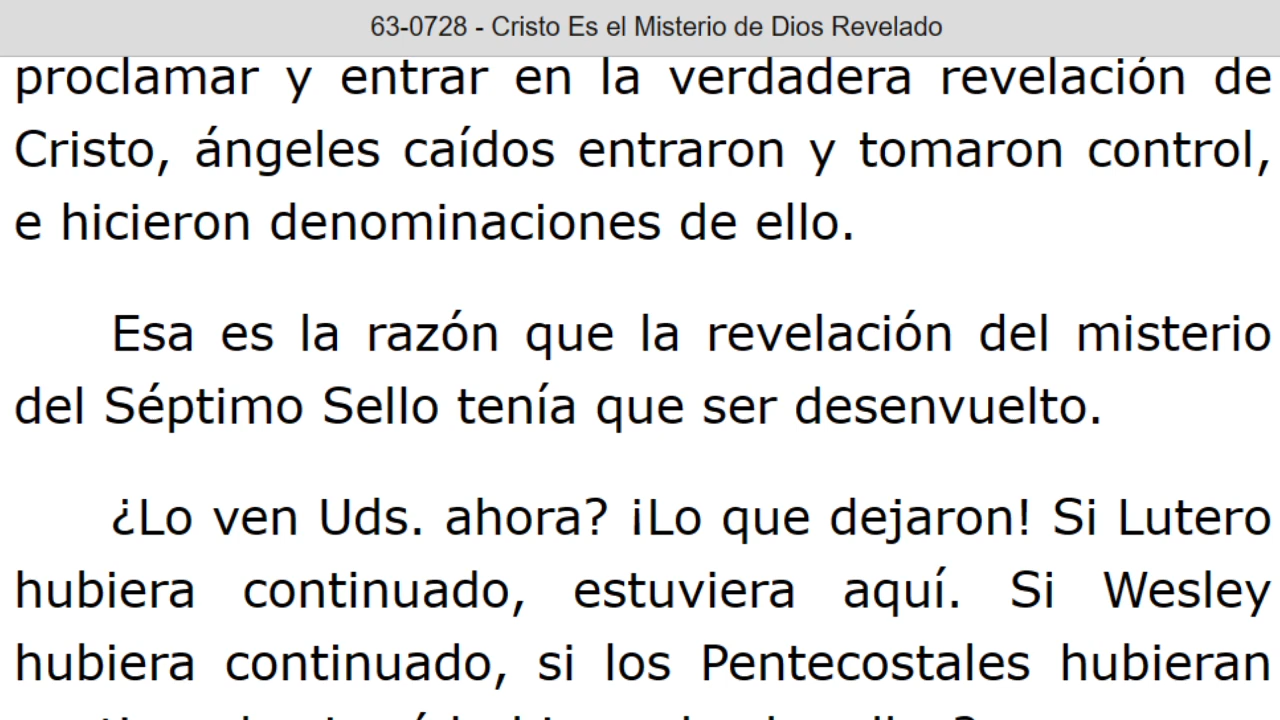 63-0728 - Cristo Es el Misterio de Dios Revelado
proclamar y entrar en la verdadera revelación de
Cristo, ángeles caídos entraron y tomaron control,
e hicieron denominaciones de ello.
Esa es la razón que la revelación del misterio
del Séptimo Sello tenía que ser desenvuelto.
¿Lo ven Uds. ahora? ¡Lo que dejaron! Si Lutero
hubiera continuado, estuviera aquí. Si Wesley
hubiera continuado, si los Pentecostales hubieran